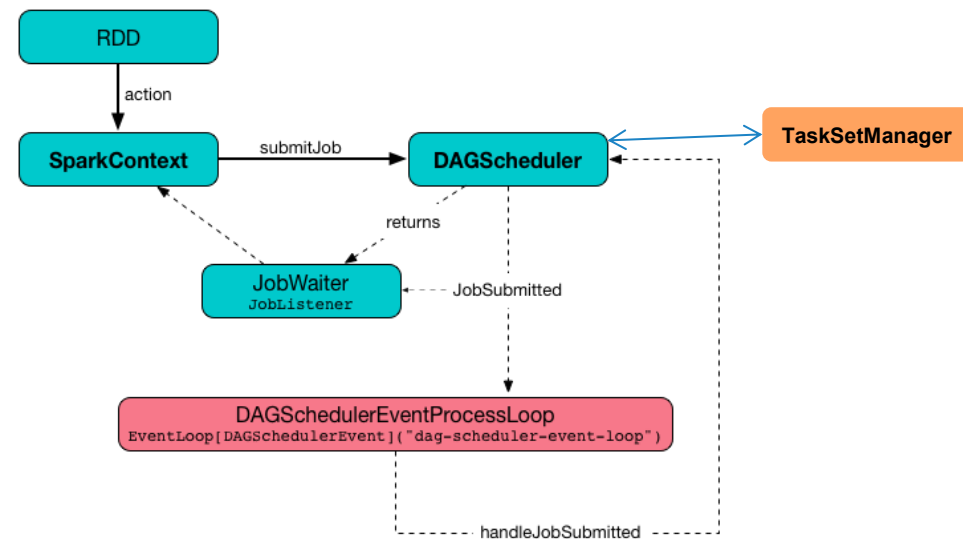 RDD
action
SparkContext
submitJob
DAGScheduler
TaskSetManager
returns
JobWaiter
JobListener
JobSubmitted
DAGSchedulerEventProcessLoop
EventLoop[DAGSchedulerEvent]("dag-scheduler-event-loop")
handleJobSubmitted